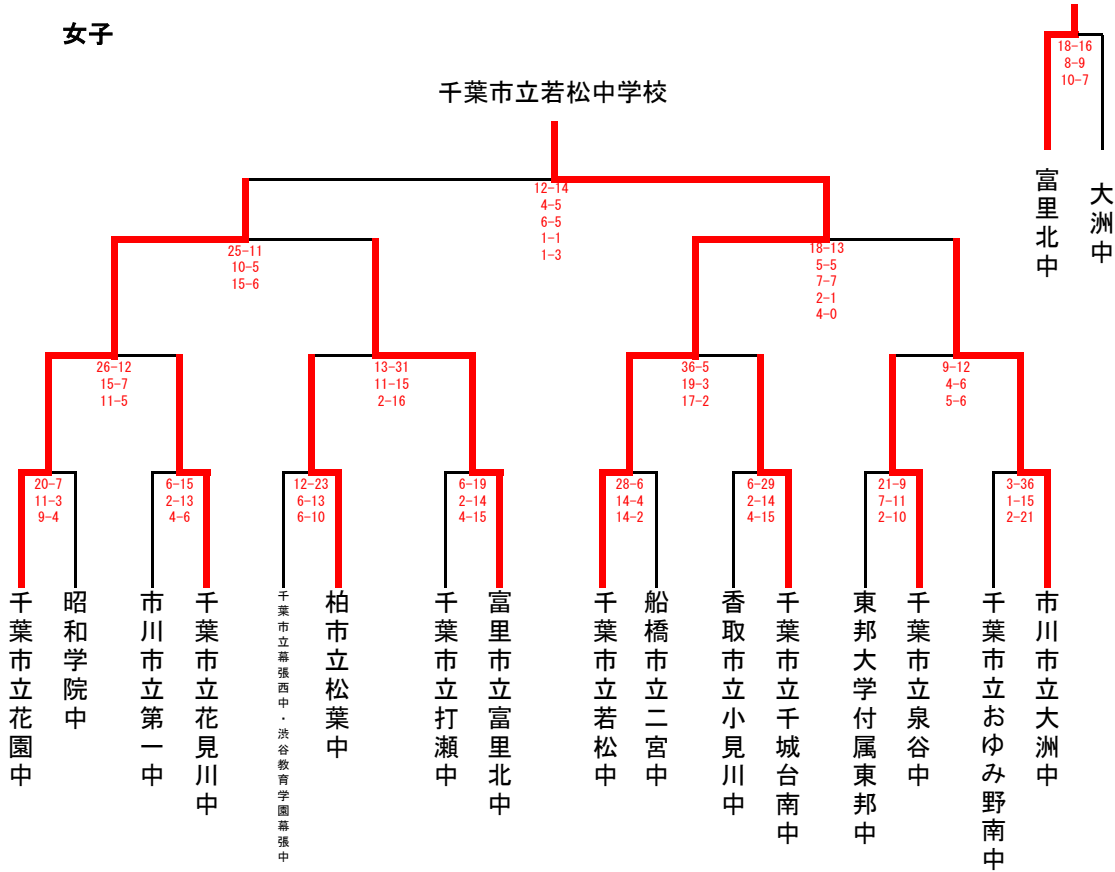 女子
18-16
8-9
10-7
富里北中
大洲中
千葉市立若松中学校
12-14
4-5
6-5
1-1
1-3
25-11
10-5
15-6
18-13
5-5
7-7
2-1
4-0
26-12
15-7
11-5
13-31
11-15
2-16
36-5
19-3
17-2
9-12
4-6
5-6
20-7
11-3
9-4
6-15
2-13
4-6
12-23
6-13
6-10
6-19
2-14
4-15
28-6
14-4
14-2
6-29
2-14
4-15
21-9
7-11
2-10
3-36
1-15
2-21
千葉市立花園中
昭和学院中
市川市立第一中
千葉市立花見川中
千葉市立幕張西中・渋谷教育学園幕張中
柏市立松葉中
千葉市立打瀬中
富里市立富里北中
千葉市立若松中
船橋市立二宮中
香取市立小見川中
千葉市立千城台南中
東邦大学付属東邦中
千葉市立泉谷中
千葉市立おゆみ野南中
市川市立大洲中